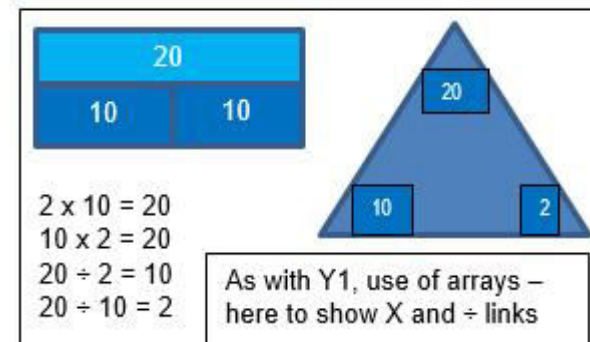 20
10 10
20
10 2
2 x 10 = 20
10 x 2 = 20
20 ÷ 2 = 10
20 ÷ 10 = 2
As with Y1, use of arrays –
here to show X and ÷ links